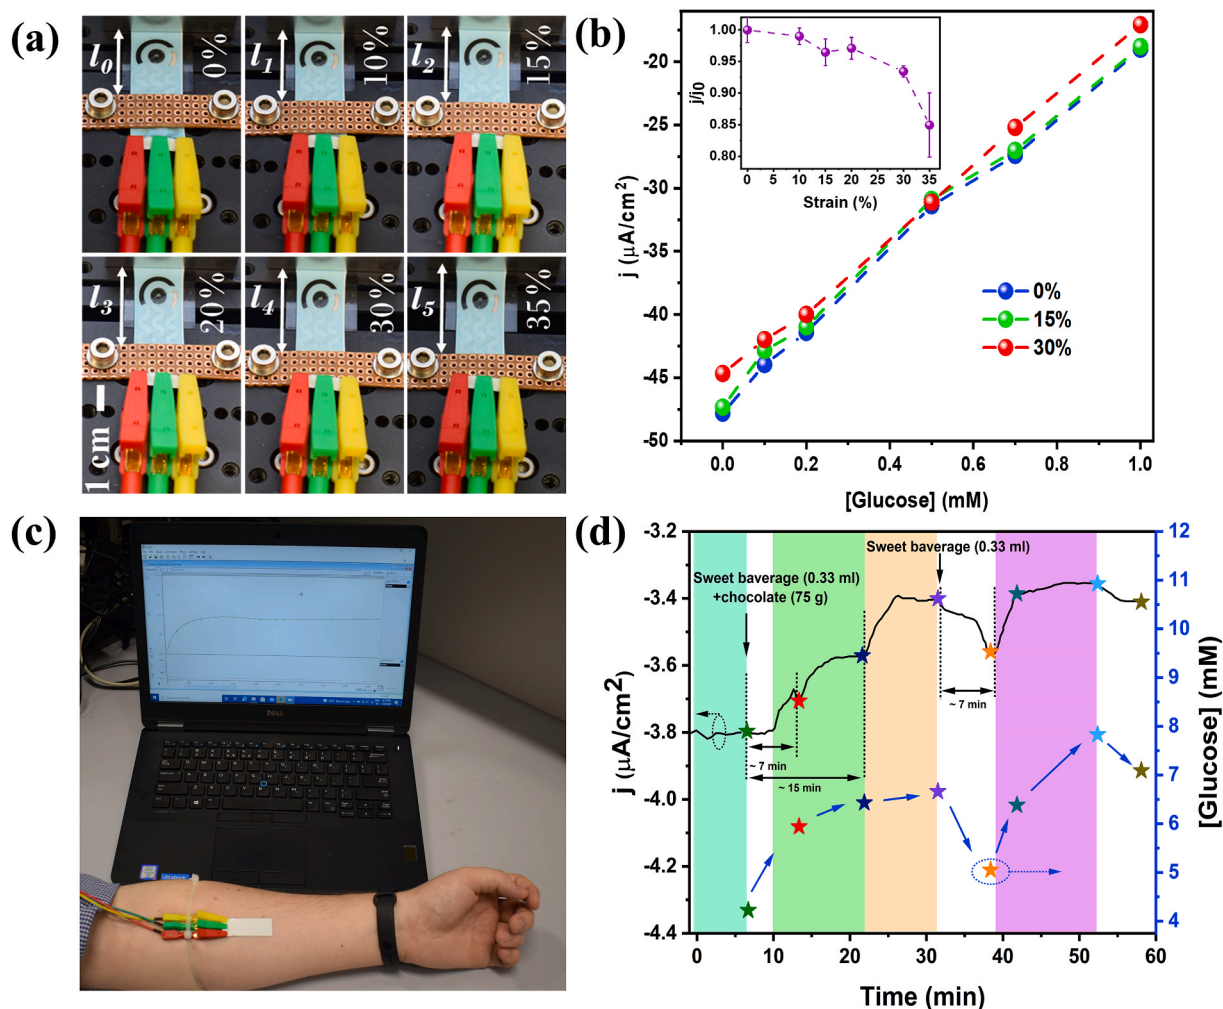 (a)
l0
0%
l1
10%
l2
15%
l3
20%
l4
30%
l5
35%
1 cm
(b)
j (μA/cm²)
-20
-25
-30
-35
-40
-45
-50
0.0
0.2
0.4
0.6
0.8
1.0
[Glucose] (mM)
0%
15%
30%
j/j0
1.00
0.95
0.90
0.85
0.80
0
5
10
15
20
25
30
35
Strain (%)
(c)
DELL
Ultrabook
(d)
j (μA/cm²)
-3.2
-3.4
-3.6
-3.8
-4.0
-4.2
-4.4
Sweet baverage (0.33 ml)
+chocolate (75 g)
Sweet baverage (0.33 ml)
~ 7 min
~ 15 min
~ 7 min
12
11
10
9
8
7
6
5
4
[Glucose] (mM)
0
10
20
30
40
50
60
Time (min)